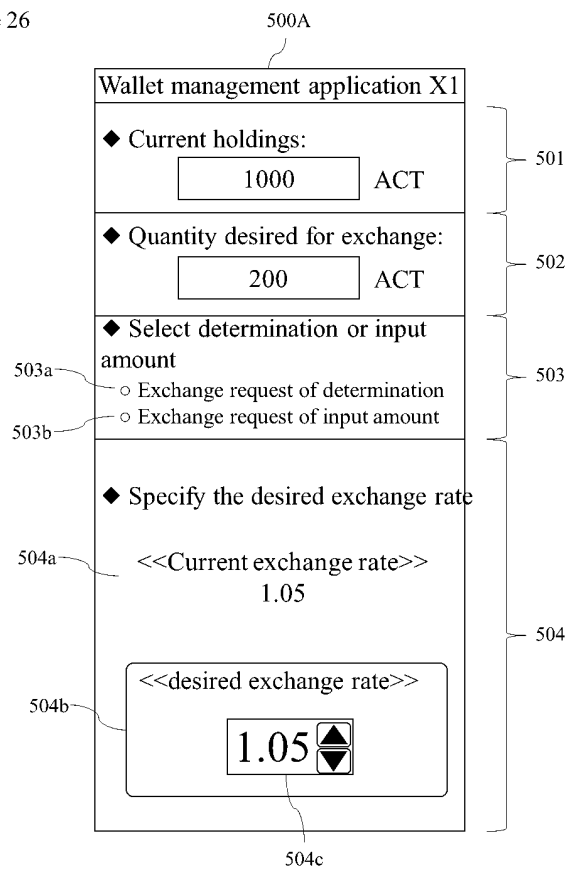 26
500A
Wallet management application X1
◆ Current holdings:
1000 ACT
501
◆ Quantity desired for exchange:
200 ACT
502
◆ Select determination or input
amount
503a
○ Exchange request of determination
503
503b
○ Exchange request of input amount
◆ Specify the desired exchange rate
504a
<<Current exchange rate>>
1.05
504
504b
<<desired exchange rate>>
1.05
504c